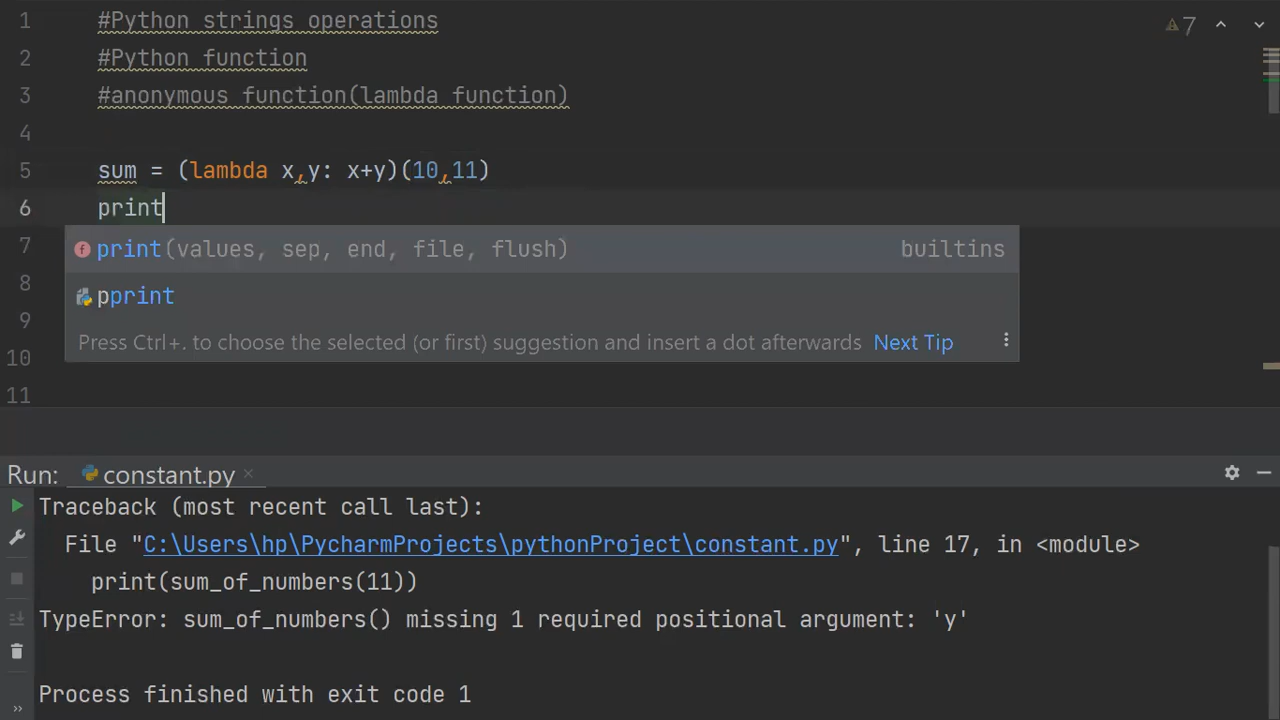 1 #Python strings operations 7
2 #Python function
3 #anonymous function(lambda function)
4
5 sum = (lambda x,y: x+y)(10,11)
6 print
7 print(values, sep, end, file, flush) builtins
8 pprint
9 Press Ctrl+. to choose the selected (or first) suggestion and insert a dot afterwards Next Tip
10
11
Run: constant.py
Traceback (most recent call last):
File "C:\Users\hp\PycharmProjects\pythonProject\constant.py", line 17, in <module>
print(sum_of_numbers(11))
TypeError: sum_of_numbers() missing 1 required positional argument: 'y'
Process finished with exit code 1